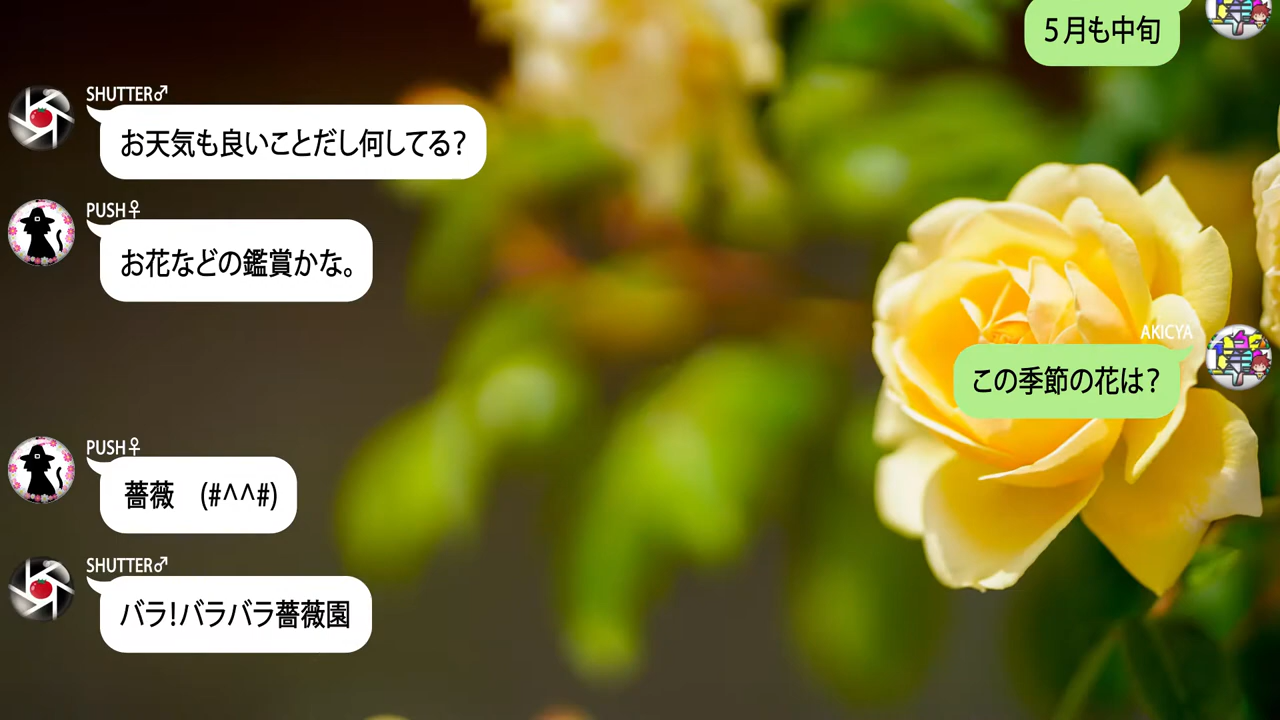 5月も中旬
SHUTTER♂
お天気も良いことだし何してる?
PUSH♀
お花などの鑑賞かな。
AKICYA
この季節の花は?
PUSH♀
薔薇 (#^^#)
SHUTTER♂
バラ!バラバラ薔薇園